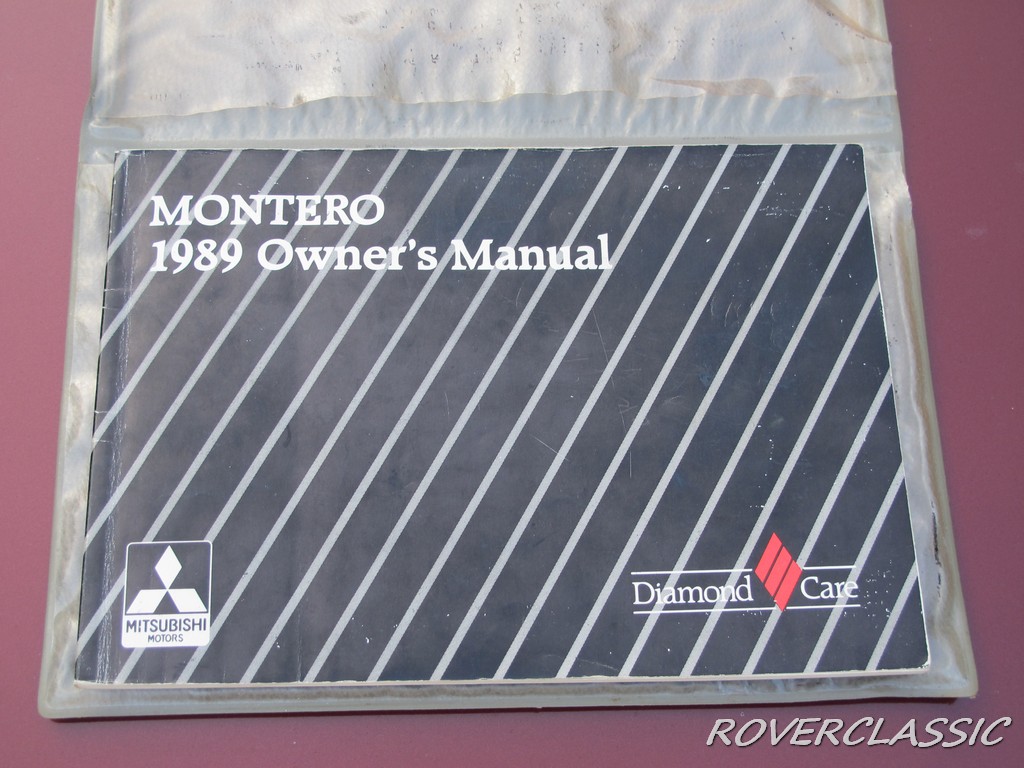 MONTERO
1989 Owner's Manual
Diamond Care
MITSUBISHI
MOTORS
ROVERCLASSIC